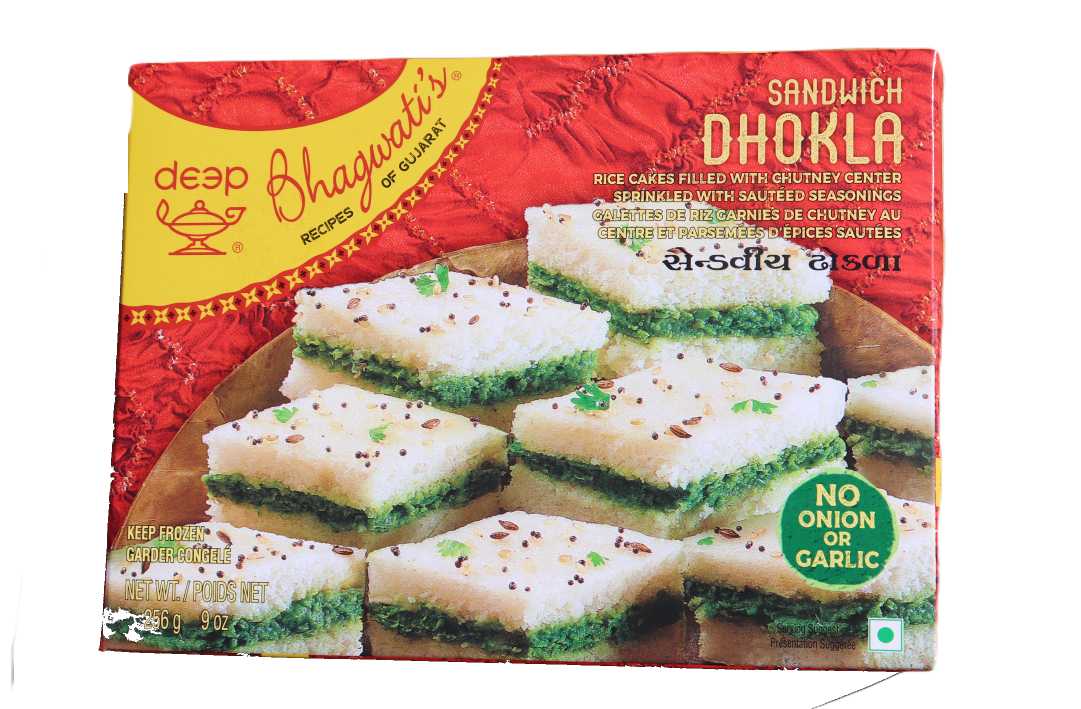 deep
®
Bhagwati's®
RECIPES OF GUJARAT
SANDWICH
DHOKLA
RICE CAKES FILLED WITH CHUTNEY CENTER
SPRINKLED WITH SAUTÉED SEASONINGS
GALETTES DE RIZ GARNIES DE CHUTNEY AU
CENTRE ET PARSEMÉES D'ÉPICES SAUTÉES
સેન્ડવીચ ઢોકળા
NO
ONION
OR
GARLIC
KEEP FROZEN
GARDER CONGELÉ
NET WT. / POIDS NET
256 g 9 oz
Serving
Présentation Suggérée